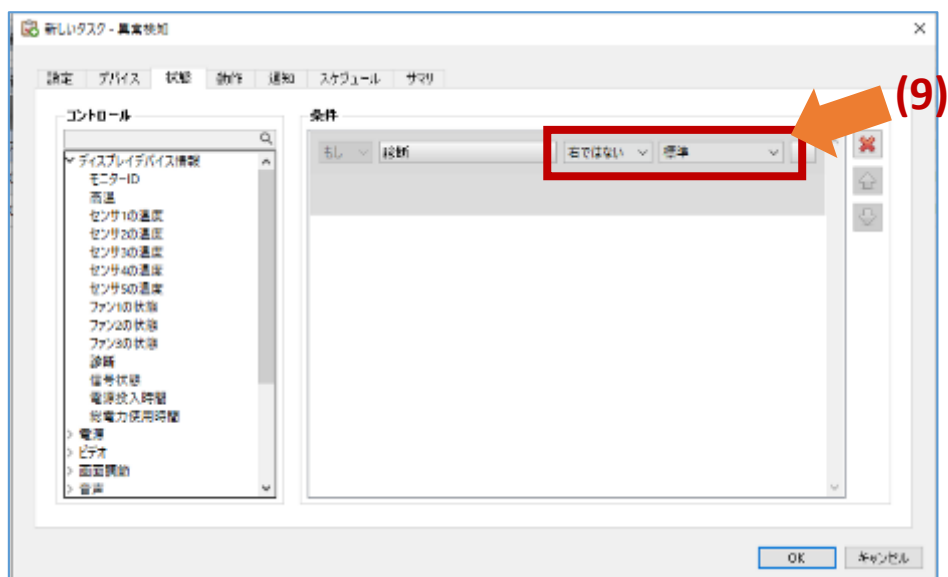 新しいタスク - 異常検知
設定 デバイス 状態 動作 通知 スケジュール サマリ
(9)
コントロール
条件
もし 診断 右ではない 標準
ディスプレイデバイス情報
モニターID
高温
センサ1の温度
センサ2の温度
センサ3の温度
センサ4の温度
センサ5の温度
ファン1の状態
ファン2の状態
ファン3の状態
診断
信号状態
電源投入時間
総電力使用時間
電源
ビデオ
画面調動
音声
OK キャンセル